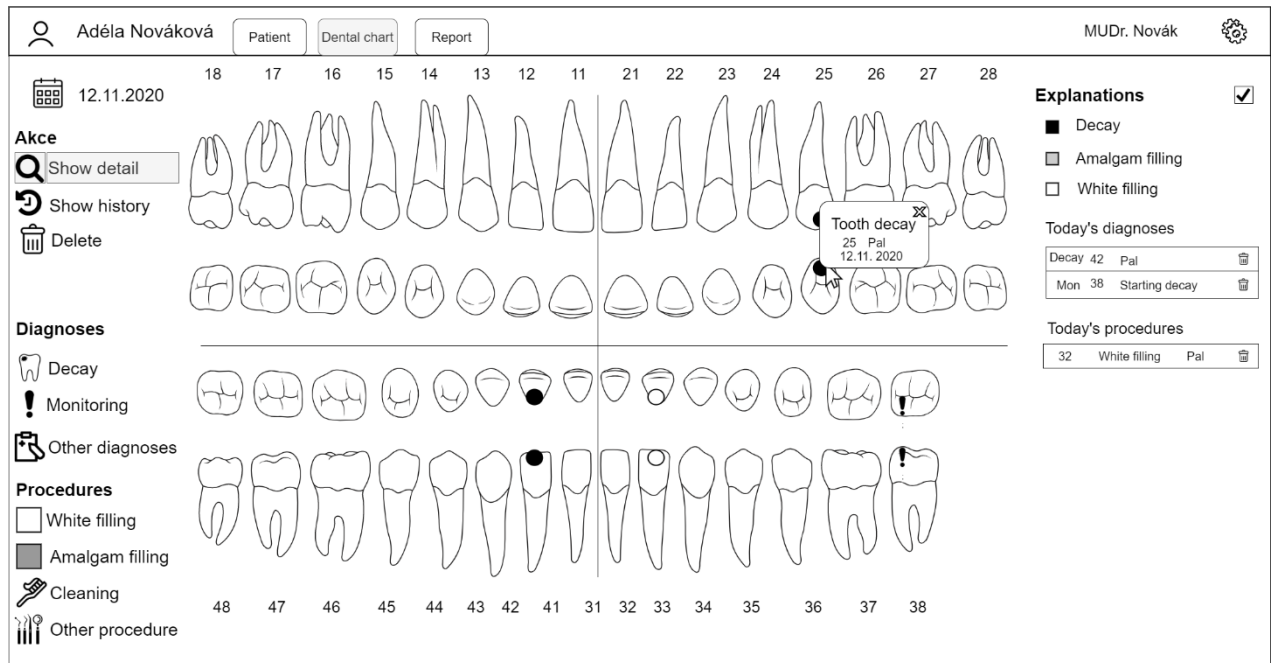 Adéla Nováková
Patient
Dental chart
Report
MUDr. Novák
12.11.2020
Akce
Show detail
Show history
Delete
Diagnoses
Decay
Monitoring
Other diagnoses
Procedures
White filling
Amalgam filling
Cleaning
Other procedure
18 17 16 15 14 13 12 11 21 22 23 24 25 26 27 28
Tooth decay
25 Pal
12.11. 2020
48 47 46 45 44 43 42 41 31 32 33 34 35 36 37 38
Explanations
Decay
Amalgam filling
White filling
Today's diagnoses
Decay 42 Pal
Mon 38 Starting decay
Today's procedures
32 White filling Pal